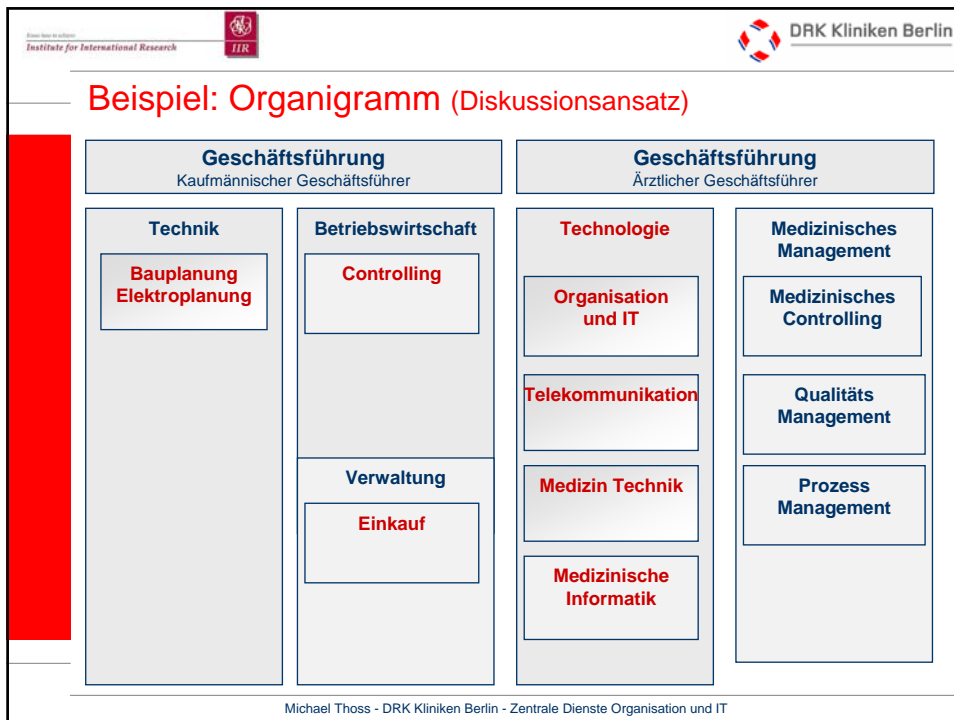 Institute for International Research
IIR
DRK Kliniken Berlin
Beispiel: Organigramm (Diskussionsansatz)
Geschäftsführung
Kaufmännischer Geschäftsführer
Geschäftsführung
Ärztlicher Geschäftsführer
Technik
Bauplanung
Elektroplanung
Betriebswirtschaft
Controlling
Verwaltung
Einkauf
Technologie
Organisation
und IT
Telekommunikation
Medizin Technik
Medizinische
Informatik
Medizinisches
Management
Medizinisches
Controlling
Qualitäts
Management
Prozess
Management
Michael Thoss - DRK Kliniken Berlin - Zentrale Dienste Organisation und IT